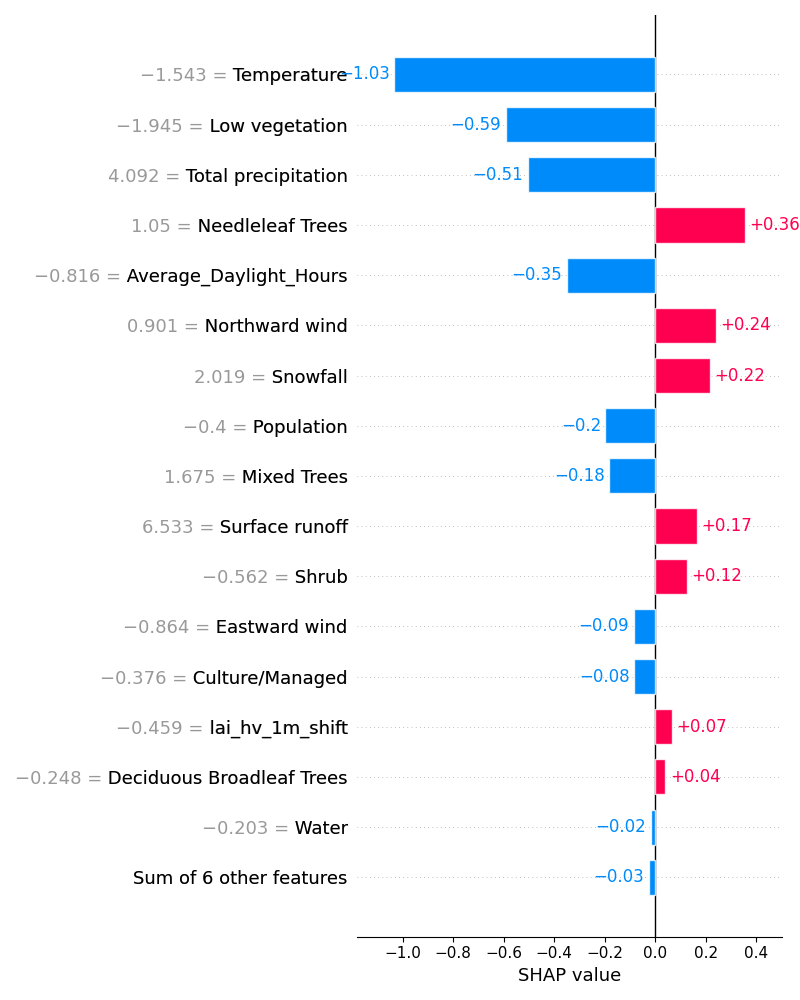 −1.543 = Temperature −1.03
−1.945 = Low vegetation −0.59
4.092 = Total precipitation −0.51
1.05 = Needleleaf Trees +0.36
−0.816 = Average_Daylight_Hours −0.35
0.901 = Northward wind +0.24
2.019 = Snowfall +0.22
−0.4 = Population −0.2
1.675 = Mixed Trees −0.18
6.533 = Surface runoff +0.17
−0.562 = Shrub +0.12
−0.864 = Eastward wind −0.09
−0.376 = Culture/Managed −0.08
−0.459 = lai_hv_1m_shift +0.07
−0.248 = Deciduous Broadleaf Trees +0.04
−0.203 = Water −0.02
Sum of 6 other features −0.03
−1.0 −0.8 −0.6 −0.4 −0.2 0.0 0.2 0.4
SHAP value